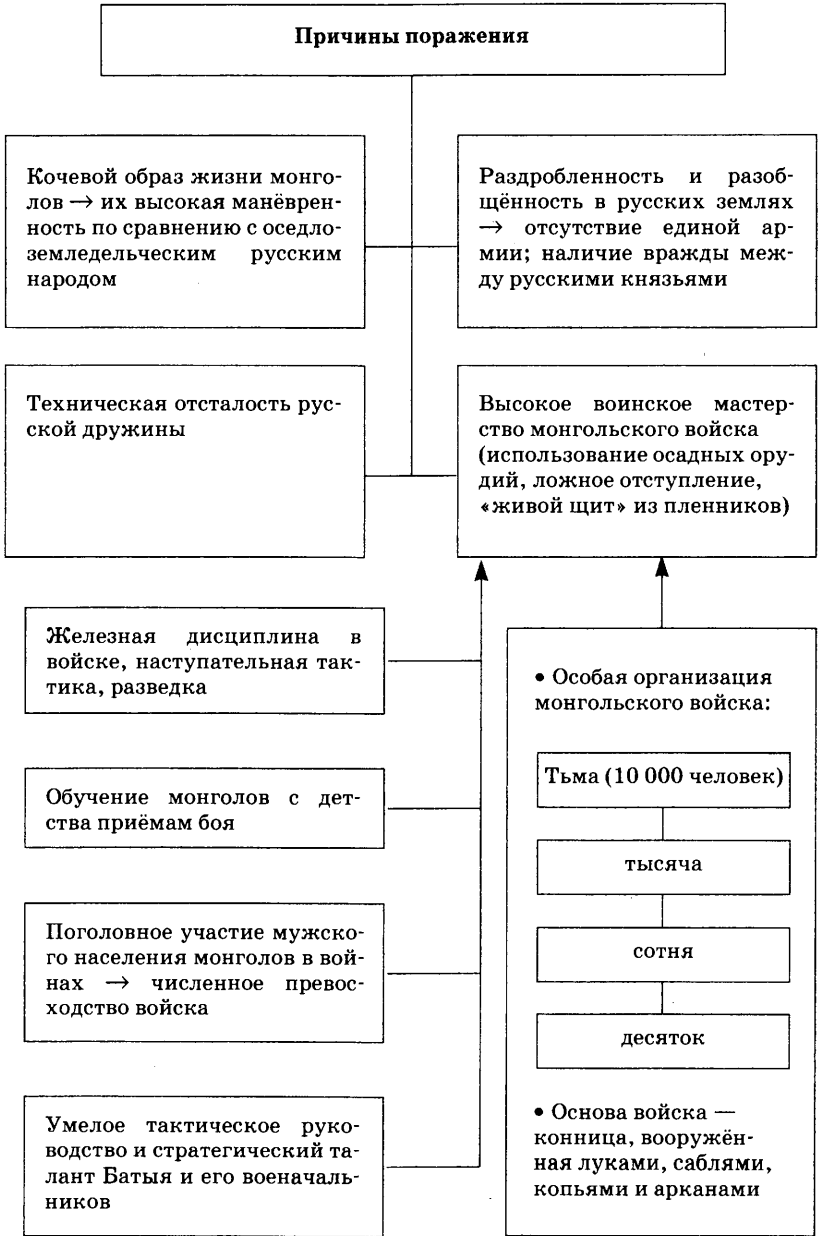 Причины поражения
Кочевой образ жизни монго-
лов → их высокая манёврен-
ность по сравнению с оседло-
земледельческим русским
народом
Раздробленность и разоб-
щённость в русских землях
→ отсутствие единой ар-
мии; наличие вражды меж-
ду русскими князьями
Техническая отсталость рус-
ской дружины
Высокое воинское мастер-
ство монгольского войска
(использование осадных ору-
дий, ложное отступление,
«живой щит» из пленников)
Железная дисциплина в
войске, наступательная так-
тика, разведка
Обучение монголов с дет-
ства приёмам боя
Поголовное участие мужско-
го населения монголов в вой-
нах → численное превос-
ходство войска
Умелое тактическое руко-
водство и стратегический та-
лант Батыя и его военачаль-
ников
• Особая организация
монгольского войска:
Тьма (10 000 человек)
тысяча
сотня
десяток
• Основа войска —
конница, вооружён-
ная луками, саблями,
копьями и арканами